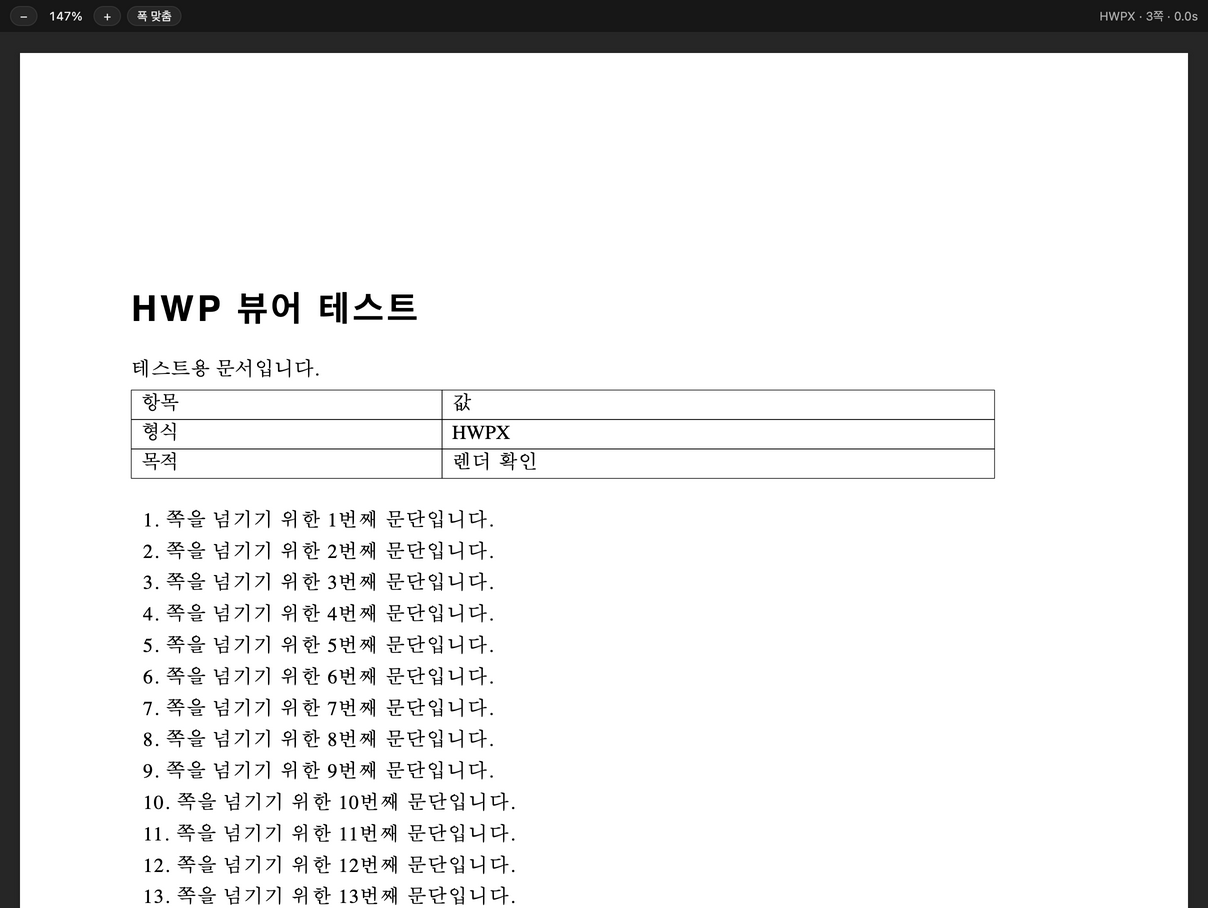 − 147% + 폭 맞춤 HWPX · 3쪽 · 0.0s
HWP 뷰어 테스트
테스트용 문서입니다.
항목 값
형식 HWPX
목적 렌더 확인
1. 쪽을 넘기기 위한 1번째 문단입니다.
2. 쪽을 넘기기 위한 2번째 문단입니다.
3. 쪽을 넘기기 위한 3번째 문단입니다.
4. 쪽을 넘기기 위한 4번째 문단입니다.
5. 쪽을 넘기기 위한 5번째 문단입니다.
6. 쪽을 넘기기 위한 6번째 문단입니다.
7. 쪽을 넘기기 위한 7번째 문단입니다.
8. 쪽을 넘기기 위한 8번째 문단입니다.
9. 쪽을 넘기기 위한 9번째 문단입니다.
10. 쪽을 넘기기 위한 10번째 문단입니다.
11. 쪽을 넘기기 위한 11번째 문단입니다.
12. 쪽을 넘기기 위한 12번째 문단입니다.
13. 쪽을 넘기기 위한 13번째 문단입니다.